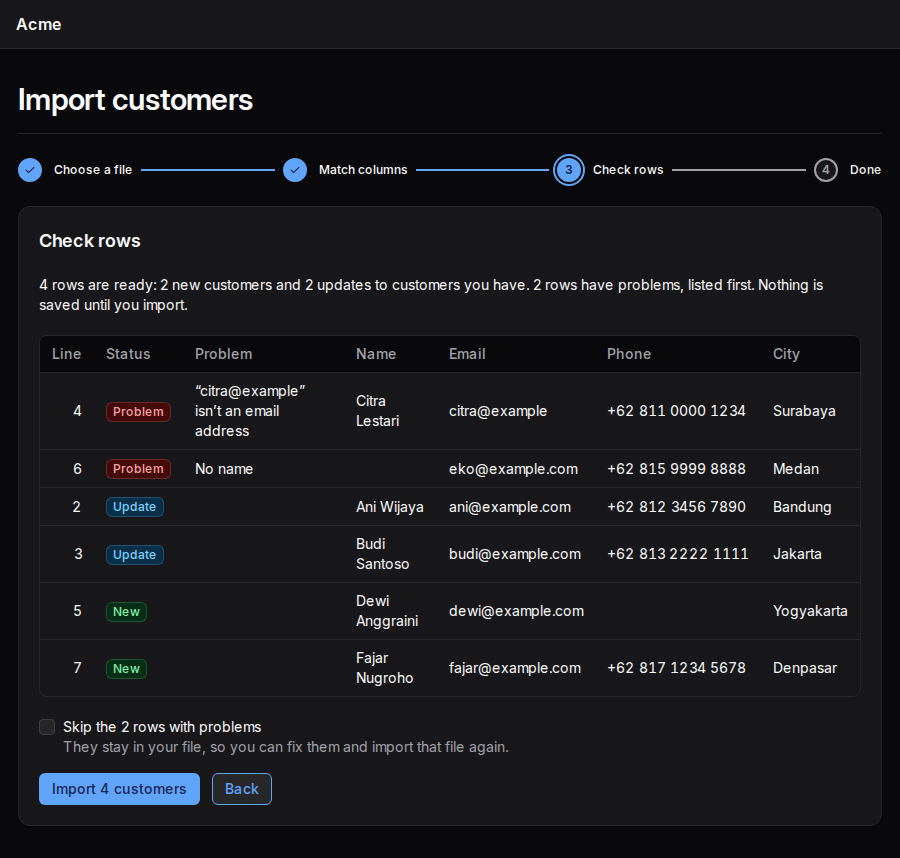 Acme
Import customers
Choose a file
Match columns
3 Check rows
4 Done
Check rows
4 rows are ready: 2 new customers and 2 updates to customers you have. 2 rows have problems, listed first. Nothing is
saved until you import.
Line Status Problem Name Email Phone City
4 Problem “citra@example” isn’t an email address Citra Lestari citra@example +62 811 0000 1234 Surabaya
6 Problem No name eko@example.com +62 815 9999 8888 Medan
2 Update Ani Wijaya ani@example.com +62 812 3456 7890 Bandung
3 Update Budi Santoso budi@example.com +62 813 2222 1111 Jakarta
5 New Dewi Anggraini dewi@example.com Yogyakarta
7 New Fajar Nugroho fajar@example.com +62 817 1234 5678 Denpasar
Skip the 2 rows with problems
They stay in your file, so you can fix them and import that file again.
Import 4 customers
Back